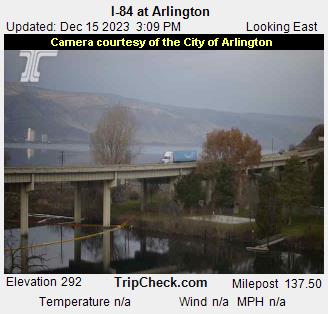 I-84 at Arlington
Updated: Dec 15 2023 3:09 PM Looking East
Camera courtesy of the City of Arlington
Elevation 292 TripCheck.com Milepost 137.50
Temperature n/a Wind n/a MPH n/a